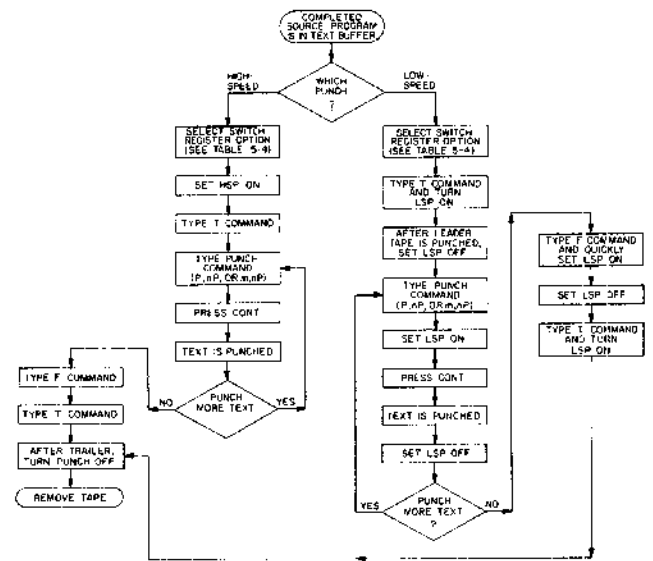 COMPLETED
SOURCE PROGRAM
IS IN TEXT BUFFER
HIGH-
SPEED
WHICH
PUNCH
?
LOW-
SPEED
SELECT SWITCH
REGISTER OPTION
(SEE TABLE 5-4)
SET HSP ON
TYPE T COMMAND
TYPE PUNCH
COMMAND
(P,nP, OR m,nP)
PRESS CONT
TEXT IS PUNCHED
PUNCH
MORE TEXT
NO
YES
TYPE F COMMAND
TYPE T COMMAND
AFTER TRAILER,
TURN PUNCH OFF
REMOVE TAPE
SELECT SWITCH
REGISTER OPTION
(SEE TABLE 5-4)
TYPE T COMMAND
AND TURN
LSP ON
AFTER LEADER
TAPE IS PUNCHED,
SET LSP OFF
TYPE PUNCH
COMMAND
(P,nP, OR m,nP)
SET LSP ON
PRESS CONT
TEXT IS PUNCHED
SET LSP OFF
PUNCH
MORE TEXT
?
YES
NO
TYPE F COMMAND
AND QUICKLY
SET LSP ON
SET LSP OFF
TYPE T COMMAND
AND TURN
LSP ON